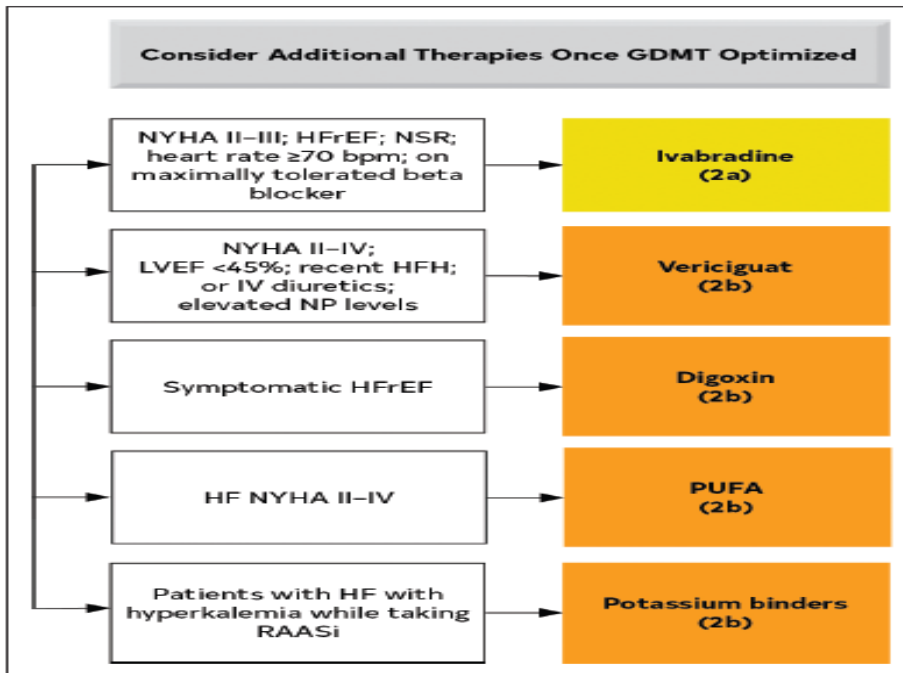 Consider Additional Therapies Once GDMT Optimized
NYHA II–III; HFrEF; NSR;
heart rate ≥70 bpm; on
maximally tolerated beta
blocker
Ivabradine
(2a)
NYHA II–IV;
LVEF <45%; recent HFH;
or IV diuretics;
elevated NP levels
Vericiguat
(2b)
Symptomatic HFrEF
Digoxin
(2b)
HF NYHA II–IV
PUFA
(2b)
Patients with HF with
hyperkalemia while taking
RAASi
Potassium binders
(2b)